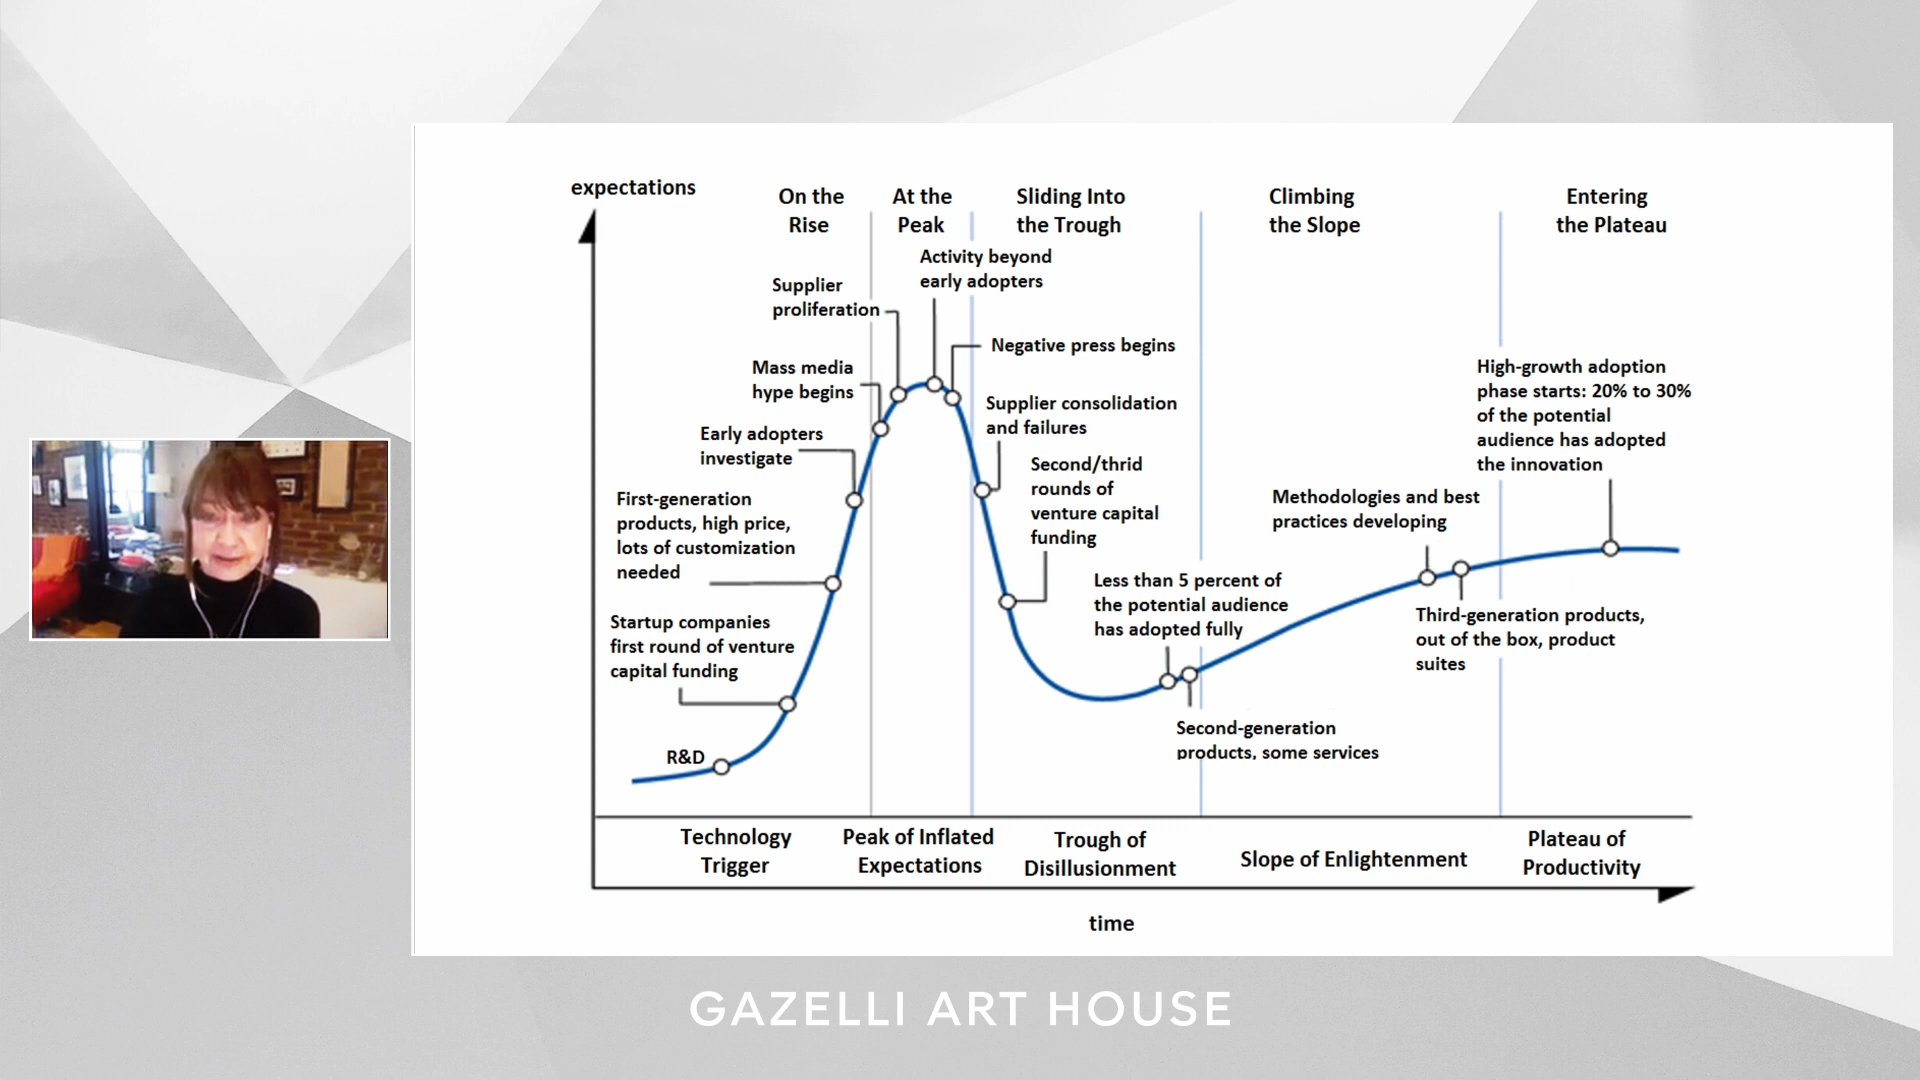 expectations
On the
Rise
At the
Peak
Sliding Into
the Trough
Climbing
the Slope
Entering
the Plateau
Activity beyond
early adopters
Supplier
proliferation
Negative press begins
Mass media
hype begins
High-growth adoption
phase starts: 20% to 30%
of the potential
audience has adopted
the innovation
Supplier consolidation
and failures
Early adopters
investigate
Second/thrid
rounds of
venture capital
funding
First-generation
products, high price,
lots of customization
needed
Methodologies and best
practices developing
Less than 5 percent of
the potential audience
has adopted fully
Startup companies
first round of venture
capital funding
Third-generation products,
out of the box, product
suites
Second-generation
products, some services
R&D
Technology
Trigger
Peak of Inflated
Expectations
Trough of
Disillusionment
Slope of Enlightenment
Plateau of
Productivity
time
GAZELLI ART HOUSE